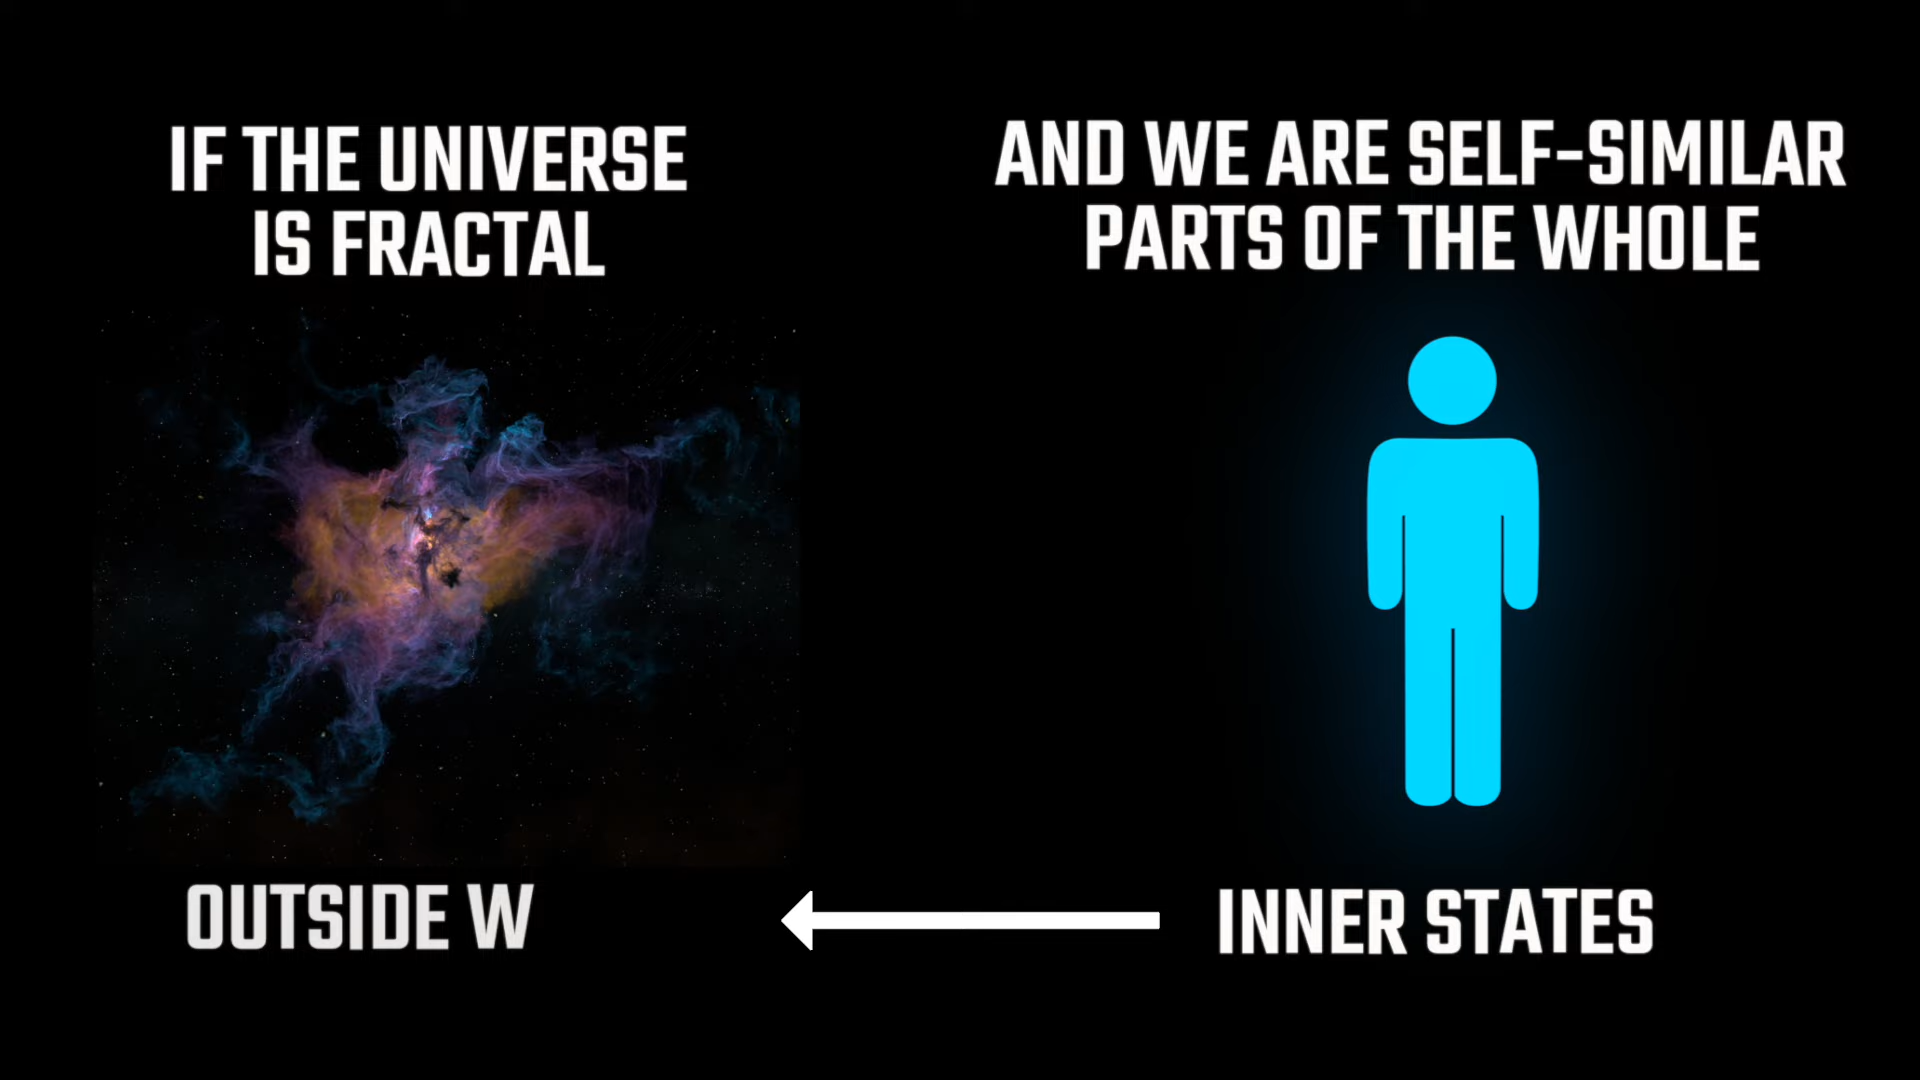 IF THE UNIVERSE
IS FRACTAL
AND WE ARE SELF-SIMILAR
PARTS OF THE WHOLE
OUTSIDE W
INNER STATES